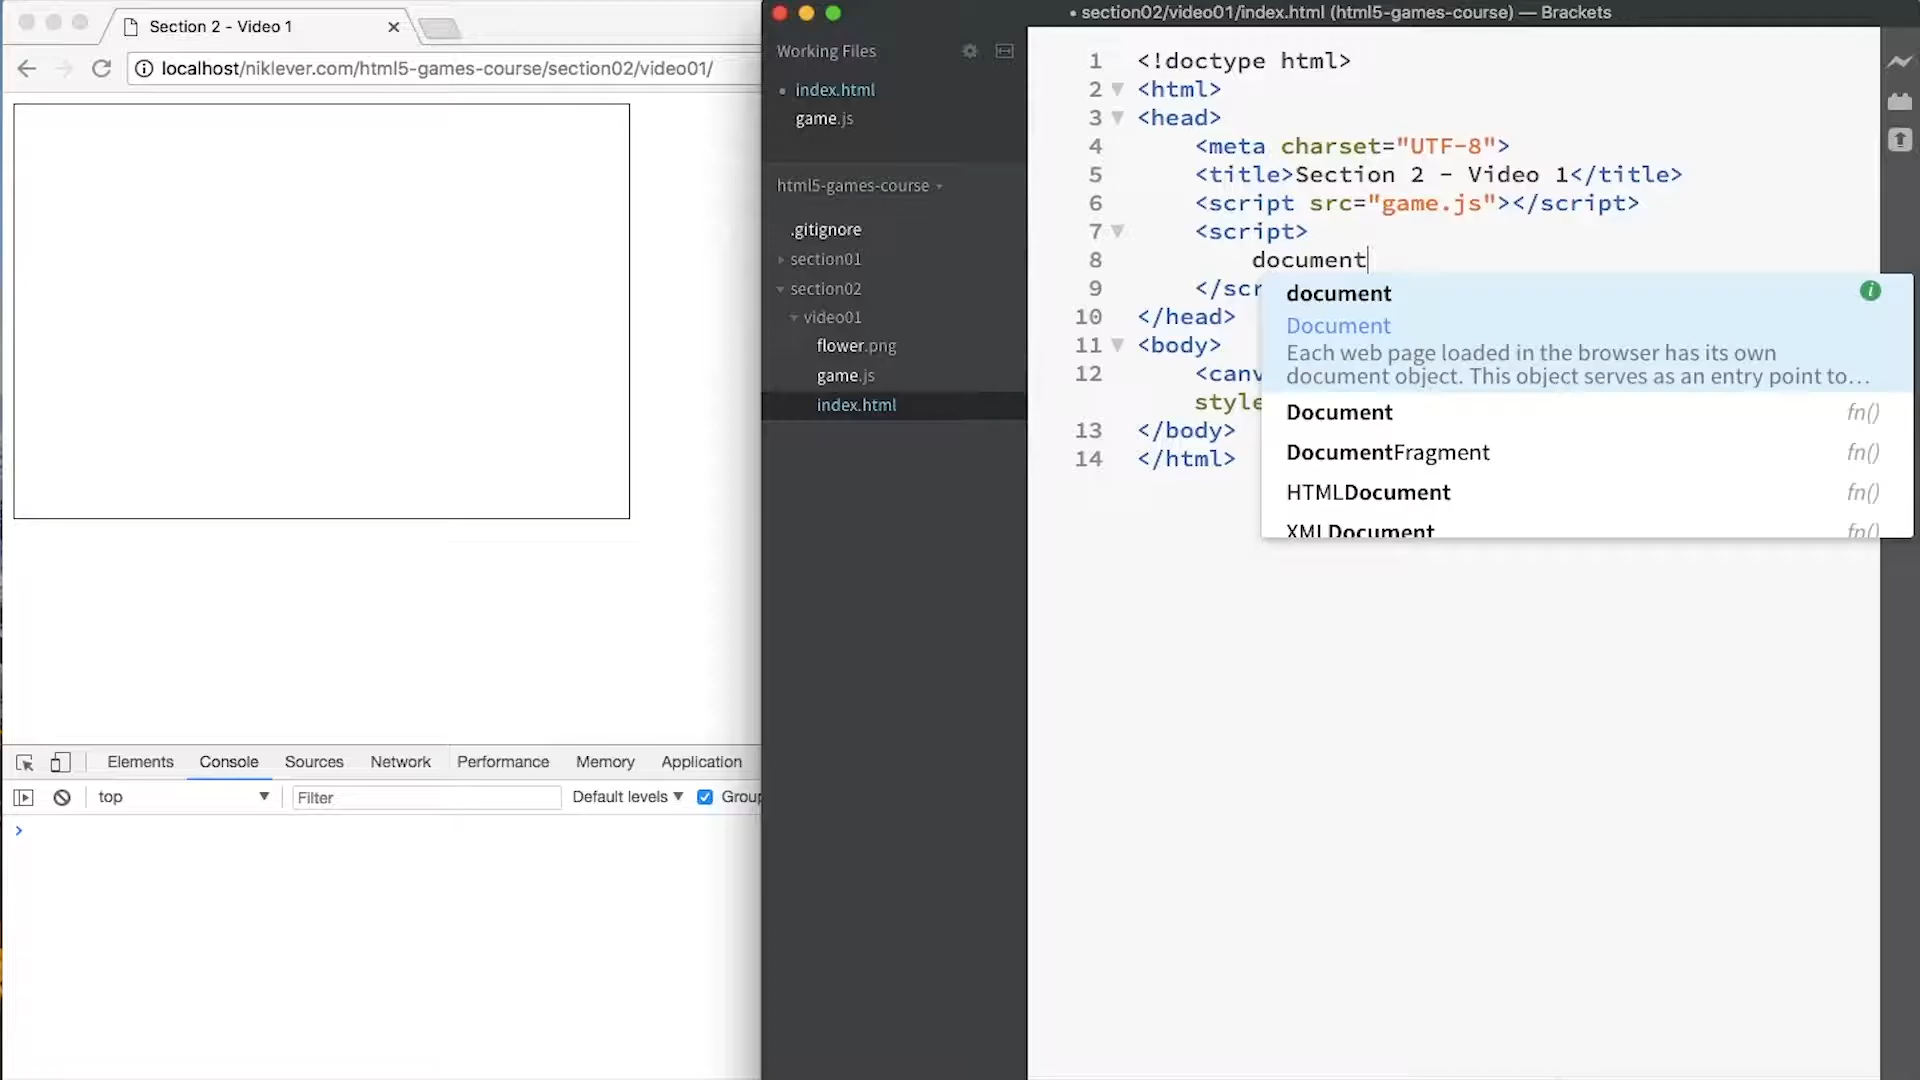 Section 2 - Video 1
localhost/niklever.com/html5-games-course/section02/video01/
Elements Console Sources Network Performance Memory Application
top Filter Default levels Group
• section02/video01/index.html (html5-games-course) — Brackets
Working Files
index.html
game.js
html5-games-course
.gitignore
section01
section02
video01
flower.png
game.js
index.html
1 <!doctype html>
2 <html>
3 <head>
4 <meta charset="UTF-8">
5 <title>Section 2 - Video 1</title>
6 <script src="game.js"></script>
7 <script>
8 document
9 </scr
10 </head>
11 <body>
12 <canv
style
13 </body>
14 </html>
document
Document
Each web page loaded in the browser has its own
document object. This object serves as an entry point to…
Document fn()
DocumentFragment fn()
HTMLDocument fn()
XMLDocument fn()